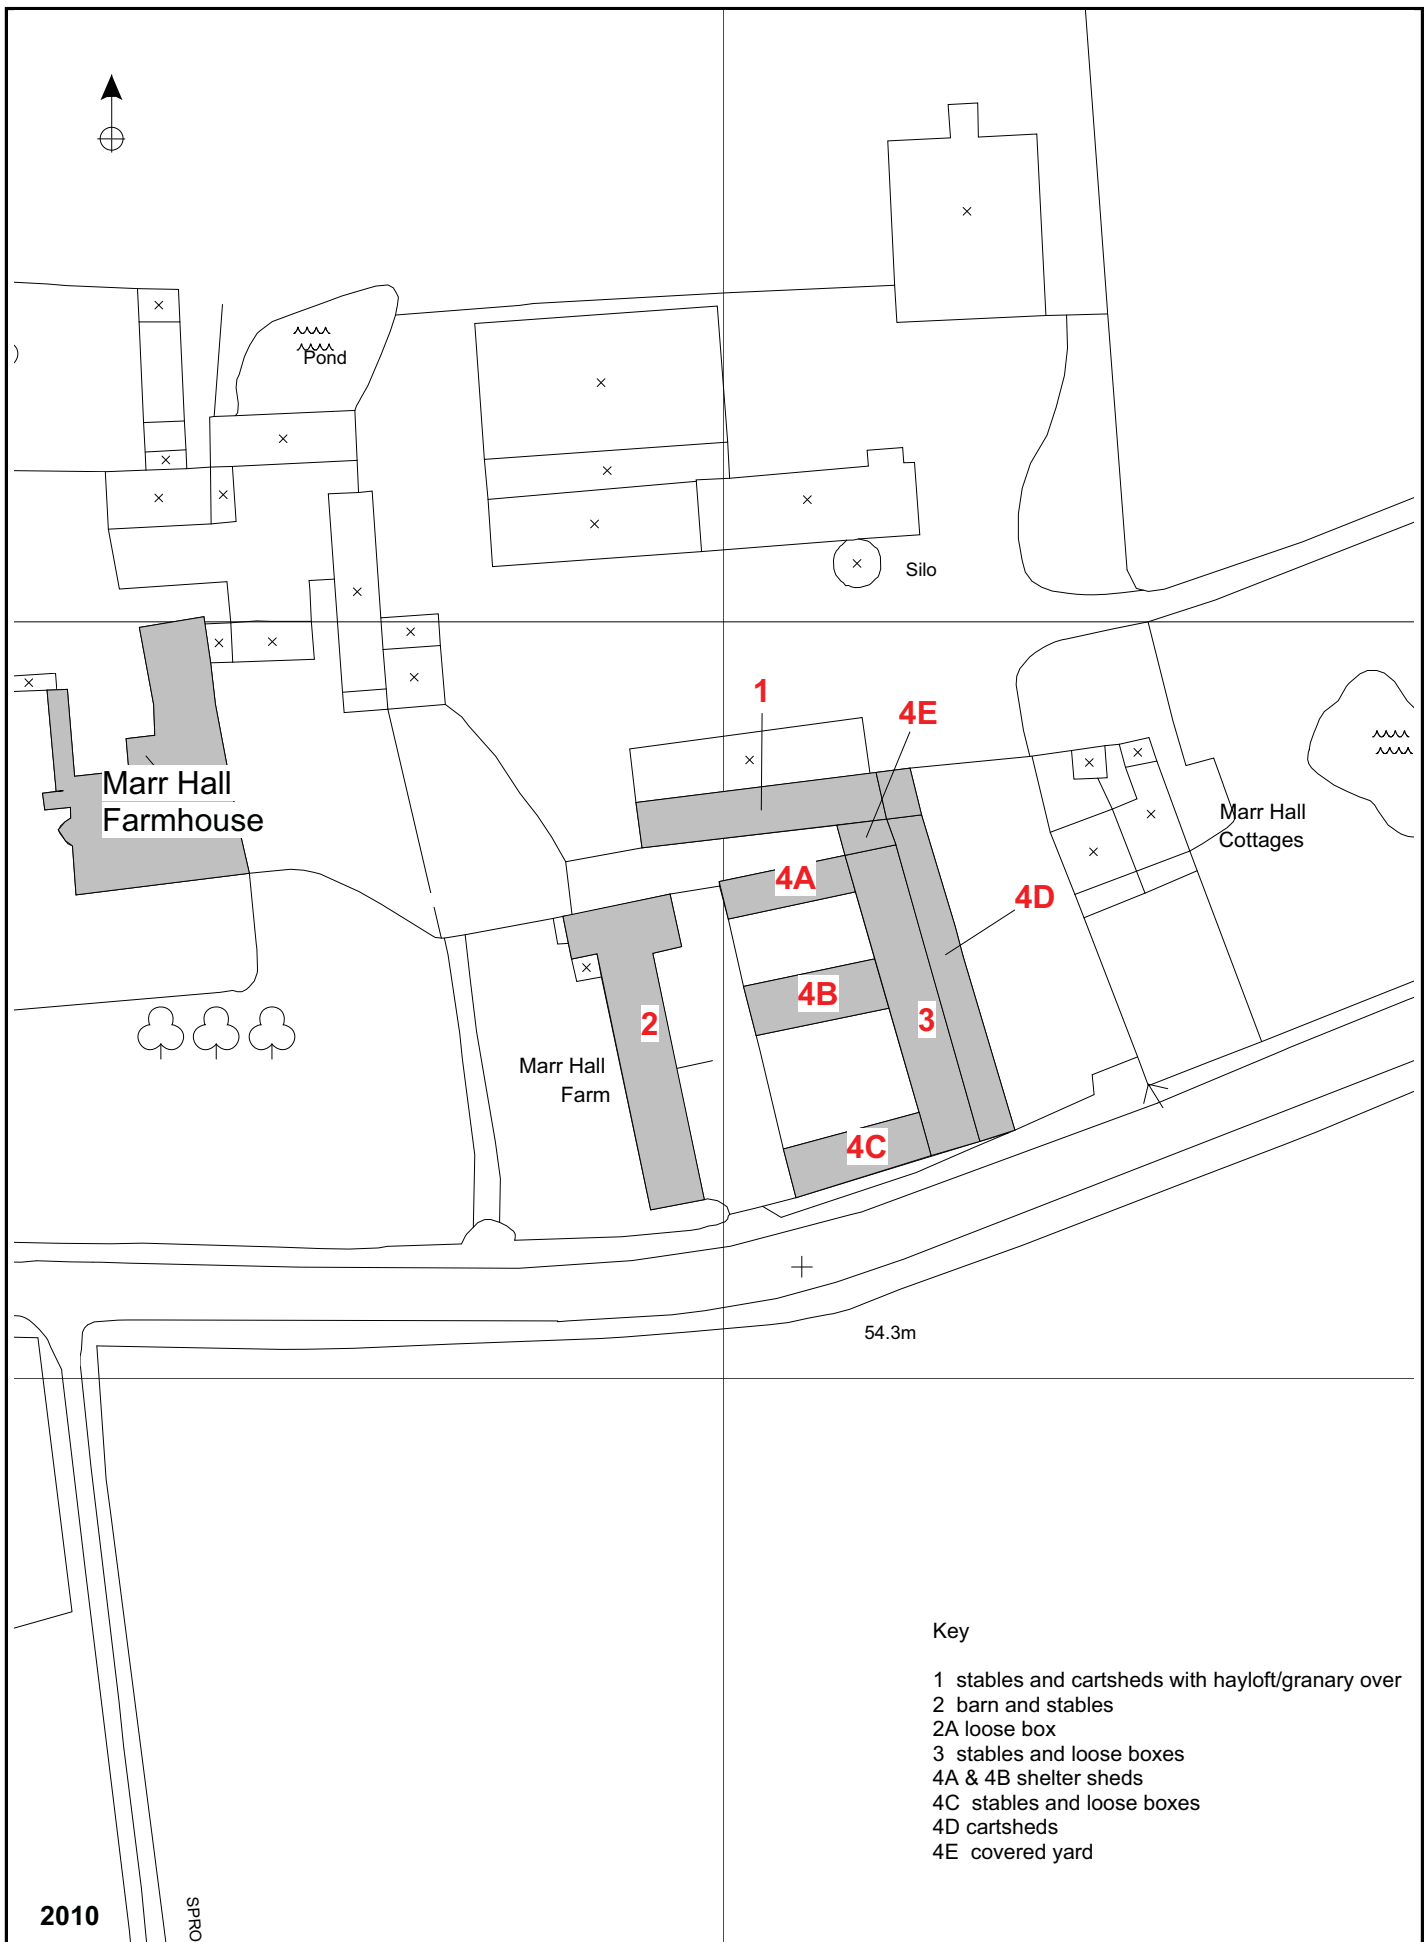 Pond
Silo
1
4E
Marr Hall
Farmhouse
Marr Hall
Cottages
4A
4D
4B
3
2
Marr Hall
Farm
4C
54.3m
Key
1 stables and cartsheds with hayloft/granary over
2 barn and stables
2A loose box
3 stables and loose boxes
4A & 4B shelter sheds
4C stables and loose boxes
4D cartsheds
4E covered yard
2010
SPRO